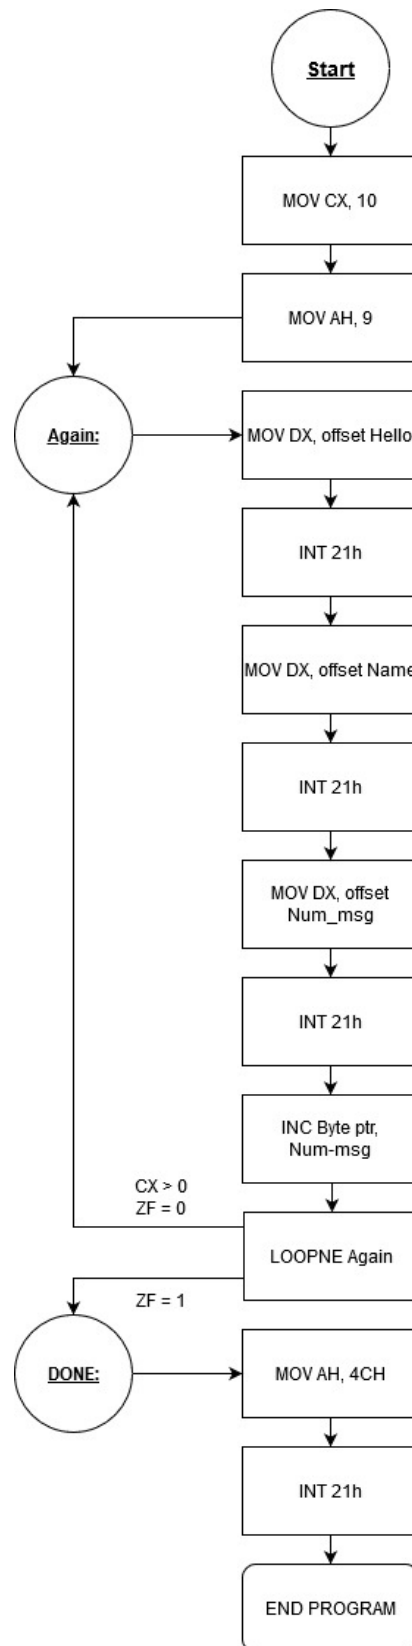 Start
MOV CX, 10
MOV AH, 9
Again:
MOV DX, offset Hello
INT 21h
MOV DX, offset Name
INT 21h
MOV DX, offset
Num_msg
INT 21h
INC Byte ptr,
Num-msg
CX > 0
ZF = 0
LOOPNE Again
ZF = 1
DONE:
MOV AH, 4CH
INT 21h
END PROGRAM